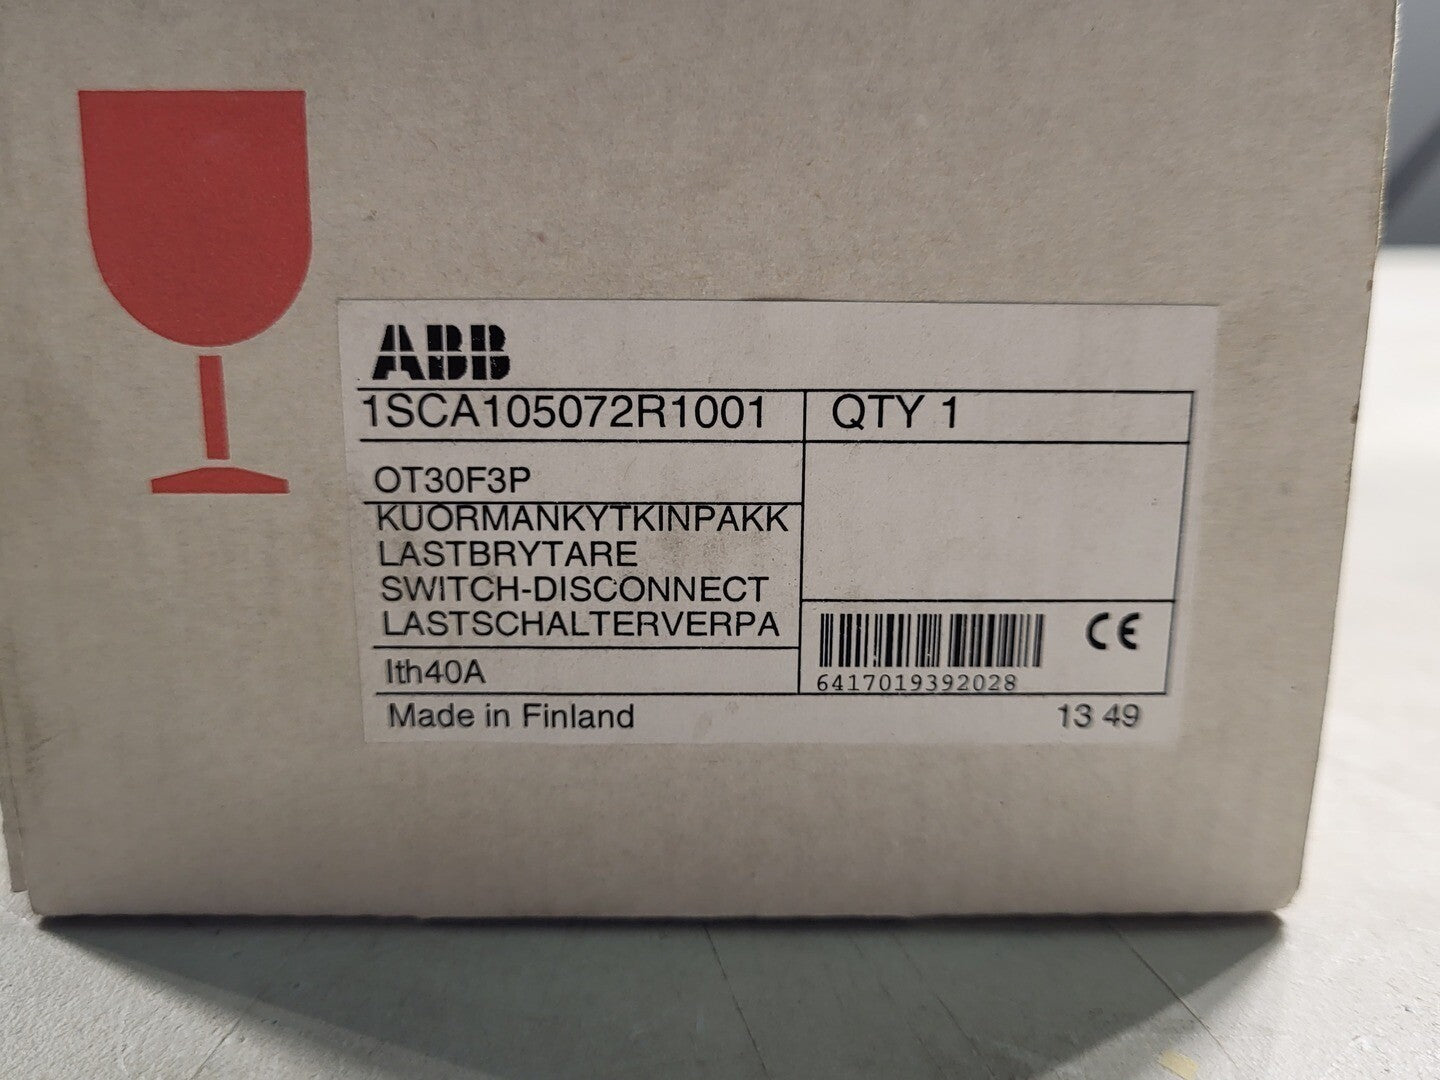 ABB
1SCA105072R1001 QTY 1
OT30F3P
KUORMANKYTKINPAKK
LASTBRYTARE
SWITCH-DISCONNECT
LASTSCHALTERVERPA
Ith40A
6417019392028
CE
Made in Finland 13 49